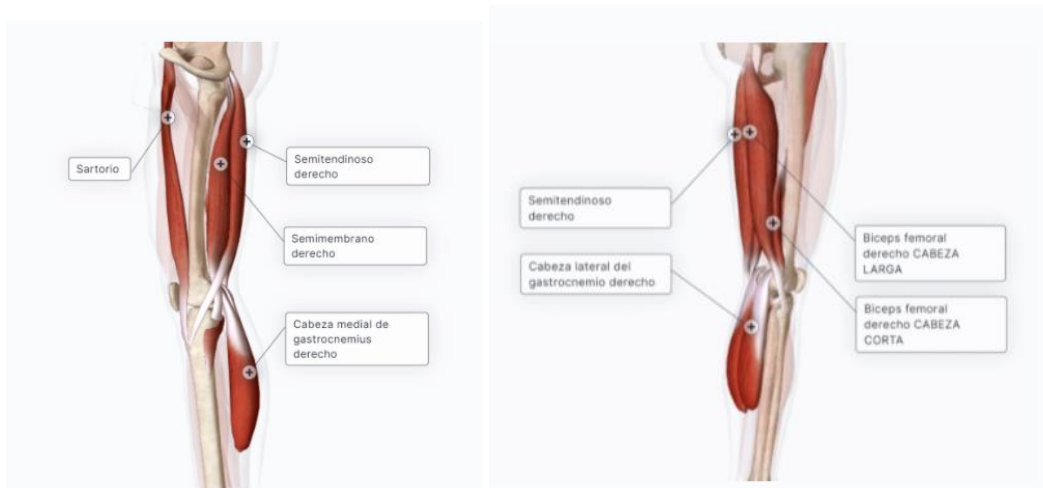 Sartorio
Semitendinoso
derecho
Semimembrano
derecho
Cabeza medial de
gastrocnemius
derecho
Semitendinoso
derecho
Cabeza lateral del
gastrocnemio derecho
Biceps femoral
derecho CABEZA
LARGA
Biceps femoral
derecho CABEZA
CORTA